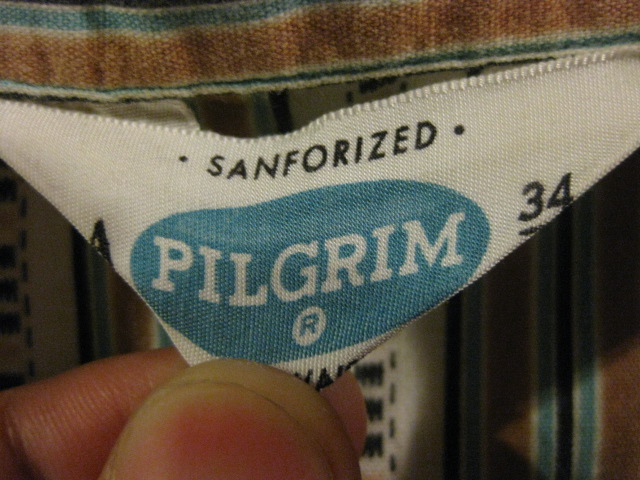 • SANFORIZED •
A
34
PILGRIM
®